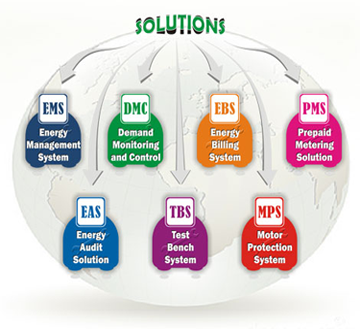 SOLUTIONS
EMS
Energy
Management
System
DMC
Demand
Monitoring
and Control
EBS
Energy
Billing
System
PMS
Prepaid
Metering
Solution
EAS
Energy
Audit
Solution
TBS
Test
Bench
System
MPS
Motor
Protection
System